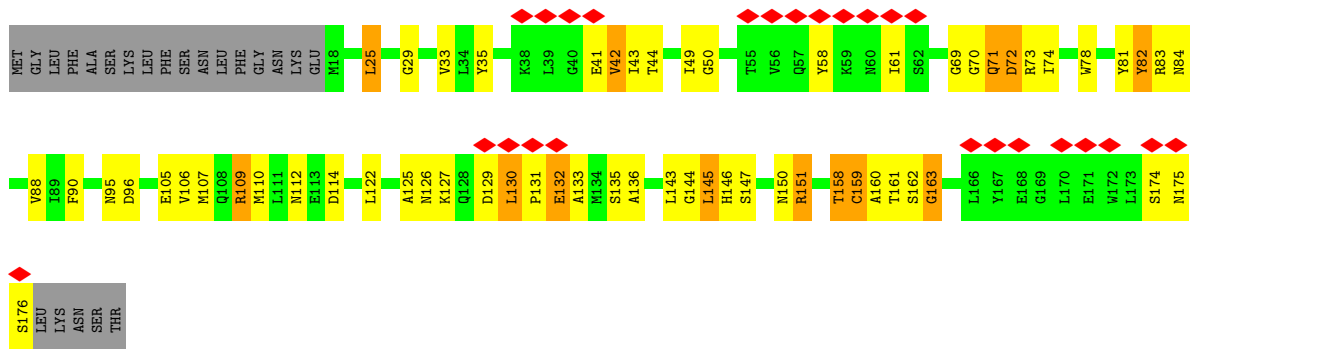 MET GLY LEU PHE ALA SER LYS LEU PHE SER ASN LEU PHE GLY ASN LYS GLU M18 L25 G29 V33 L34 Y35 K38 L39 G40 E41 V42 I43 T44 I49 G50 T55 V56 Q57 Y58 K59 N60 I61 S62 G69 G70 Q71 D72 R73 I74 W78 Y81 Y82 R83 N84
V88 I89 F90 N95 D96 E105 V106 M107 Q108 R109 M110 L111 N112 E113 D114 L122 A125 N126 K127 Q128 D129 L130 P131 E132 A133 M134 S135 A136 L143 G144 L145 H146 S147 N150 R151 T158 C159 A160 T161 S162 G163 L166 Y167 E168 G169 L170 E171 W172 L173 S174 N175
S176 LEU LYS ASN SER THR